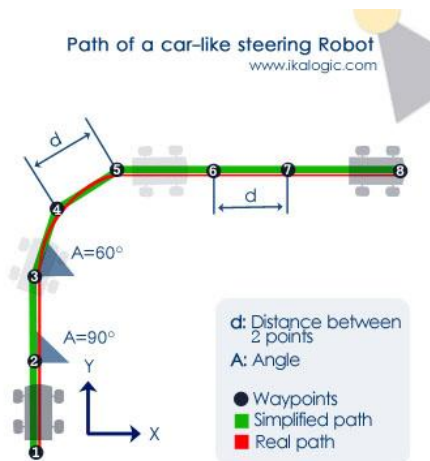 Path of a car-like steering Robot
www.ikalogic.com
d
5
6
7
8
4
d
A=60°
3
A=90°
2
Y
X
1
d: Distance between
2 points
A: Angle
Waypoints
Simplified path
Real path